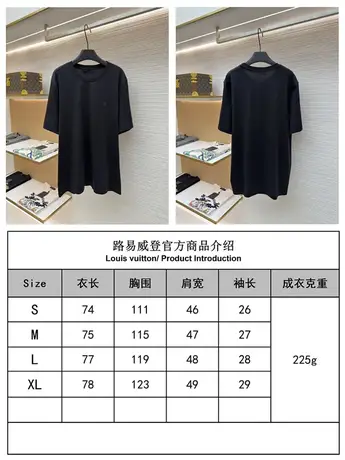 路易威登官方商品介绍
Louis vuitton/ Product Introduction
Size 衣长 胸围 肩宽 袖长 成衣克重
S 74 111 46 26
M 75 115 47 27
L 77 119 48 28 225g
XL 78 123 49 29